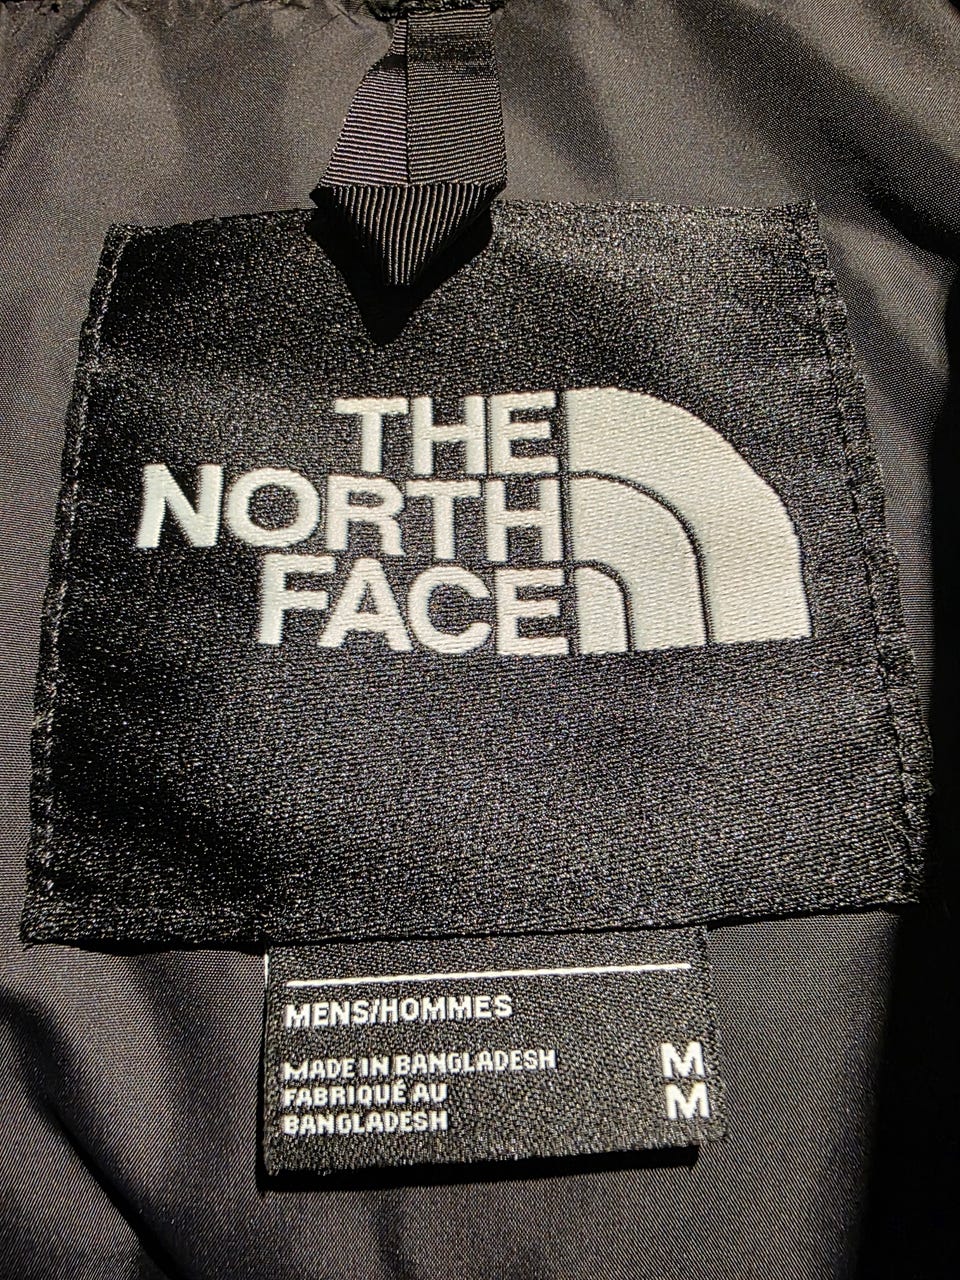 THE
NORTH
FACE
MENS/HOMMES
MADE IN BANGLADESH
FABRIQUÉ AU
BANGLADESH
M
M